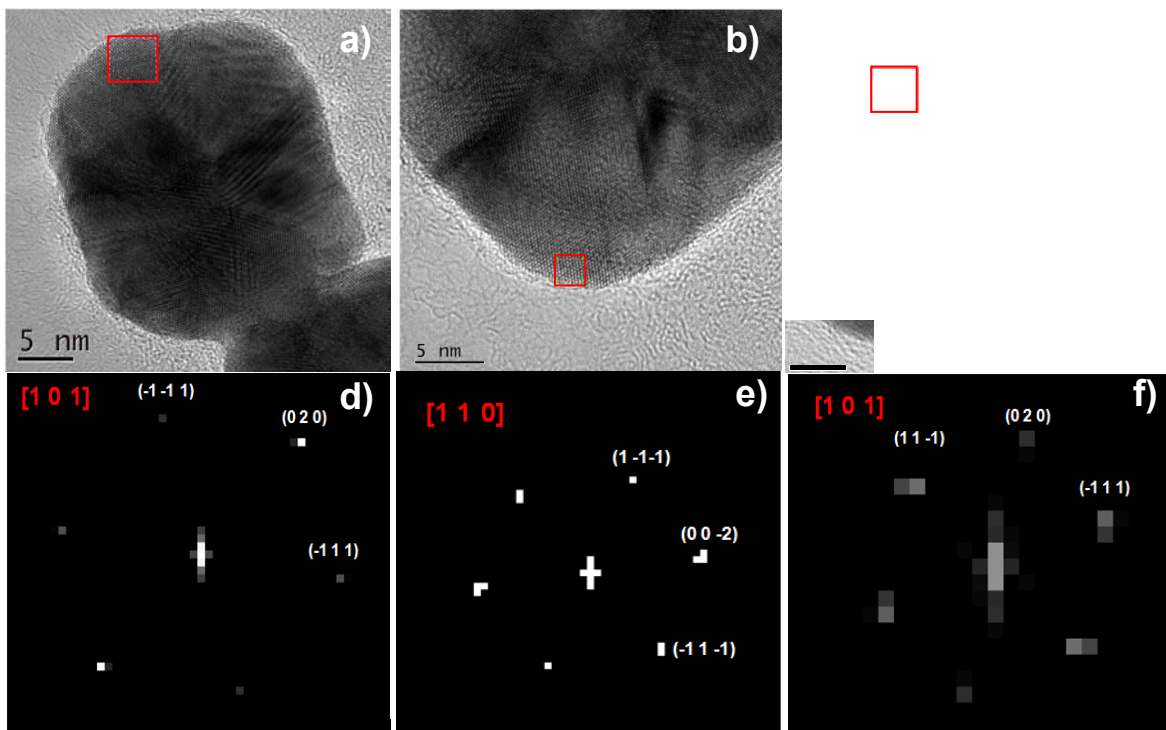 a)
b)
5 nm
5 nm
[1 0 1]
(-1 -1 1)
d)
(0 2 0)
(-1 1 1)
[1 1 0]
e)
(1 -1 -1)
(0 0 -2)
(-1 1 -1)
[1 0 1]
f)
(1 1 -1)
(0 2 0)
(-1 1 1)